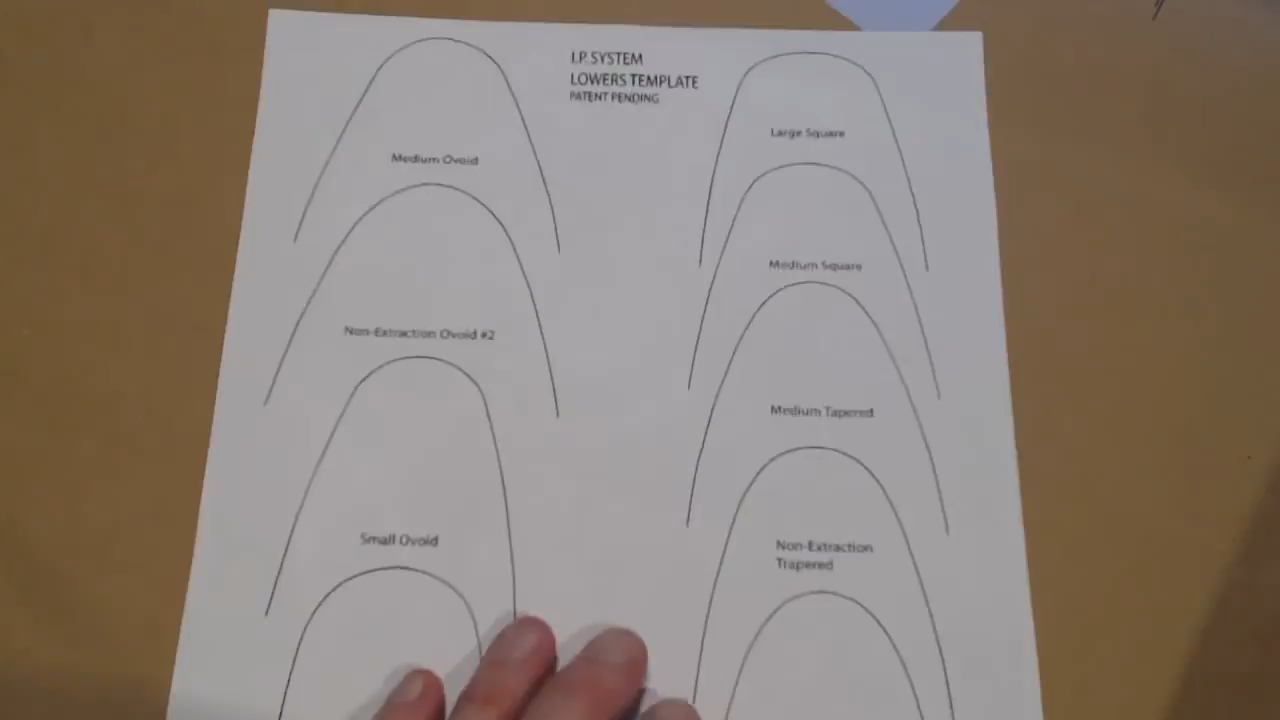 I.P. SYSTEM
LOWERS TEMPLATE
PATENT PENDING
Medium Ovoid
Non-Extraction Ovoid #2
Small Ovoid
Large Square
Medium Square
Medium Tapered
Non-Extraction
Trapered